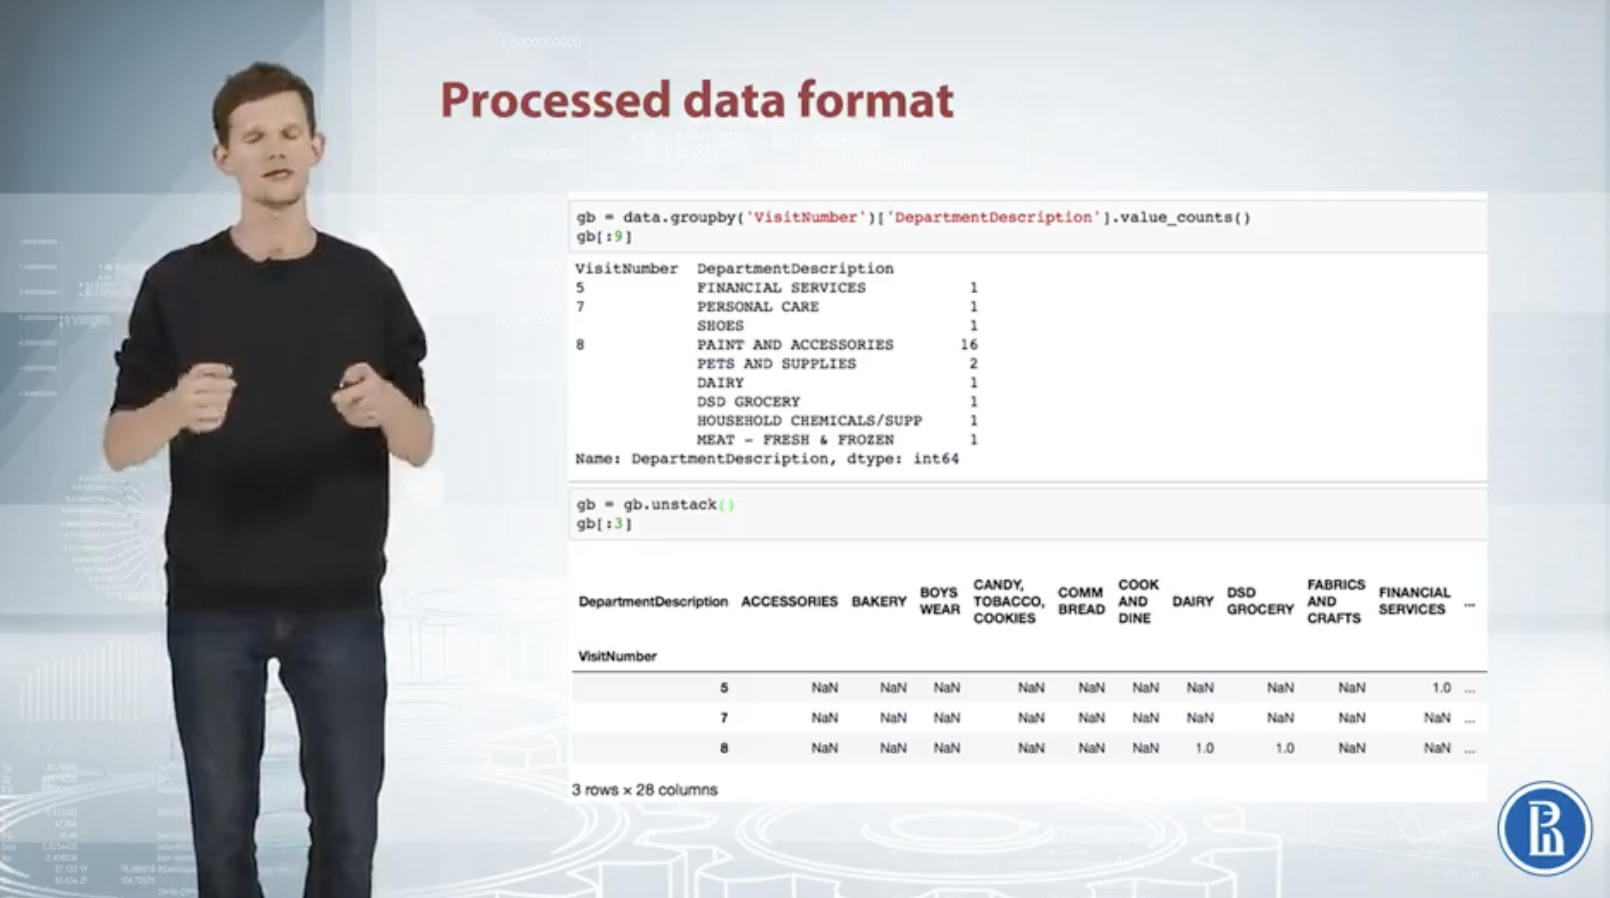 Processed data format
gb = data.groupby('VisitNumber')['DepartmentDescription'].value_counts()
gb[:9]
VisitNumber DepartmentDescription
5 FINANCIAL SERVICES 1
7 PERSONAL CARE 1
SHOES 1
8 PAINT AND ACCESSORIES 16
PETS AND SUPPLIES 2
DAIRY 1
DSD GROCERY 1
HOUSEHOLD CHEMICALS/SUPP 1
MEAT - FRESH & FROZEN 1
Name: DepartmentDescription, dtype: int64
gb = gb.unstack()
gb[:3]
DepartmentDescription ACCESSORIES BAKERY BOYS WEAR CANDY, TOBACCO, COOKIES COMM BREAD COOK AND DINE DAIRY DSD GROCERY FABRICS AND CRAFTS FINANCIAL SERVICES ...
VisitNumber
5 NaN NaN NaN NaN NaN NaN NaN NaN NaN 1.0 ...
7 NaN NaN NaN NaN NaN NaN NaN NaN NaN NaN ...
8 NaN NaN NaN NaN NaN NaN 1.0 1.0 NaN NaN ...
3 rows × 28 columns